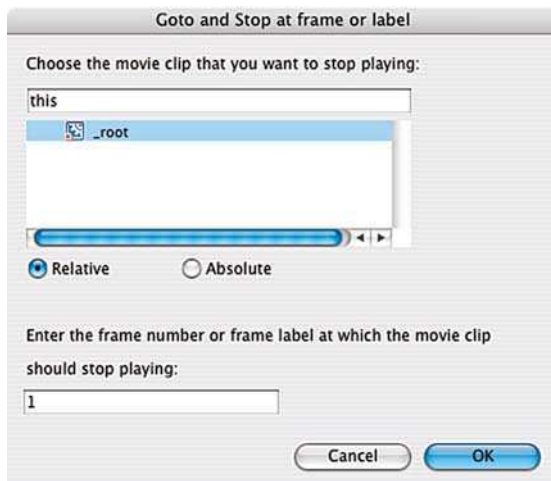 Goto and Stop at frame or label
Choose the movie clip that you want to stop playing:
this
_root
Relative Absolute
Enter the frame number or frame label at which the movie clip
should stop playing:
1
Cancel OK